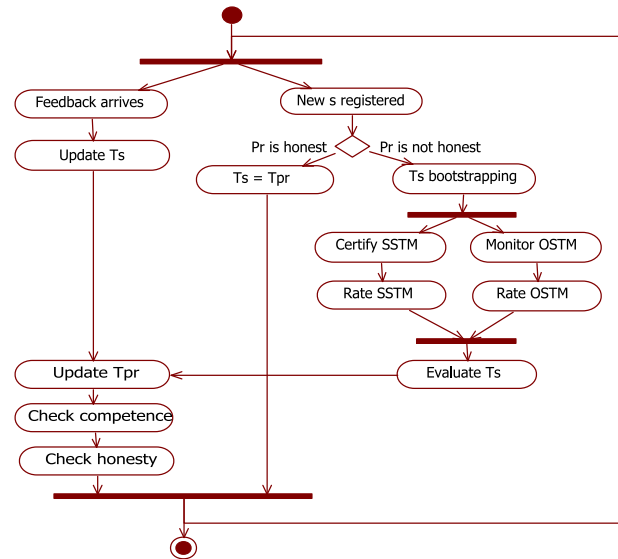 Feedback arrives
New s registered
Update Ts
Pr is honest
Pr is not honest
Ts = Tpr
Ts bootstrapping
Certify SSTM
Monitor OSTM
Rate SSTM
Rate OSTM
Update Tpr
Evaluate Ts
Check competence
Check honesty